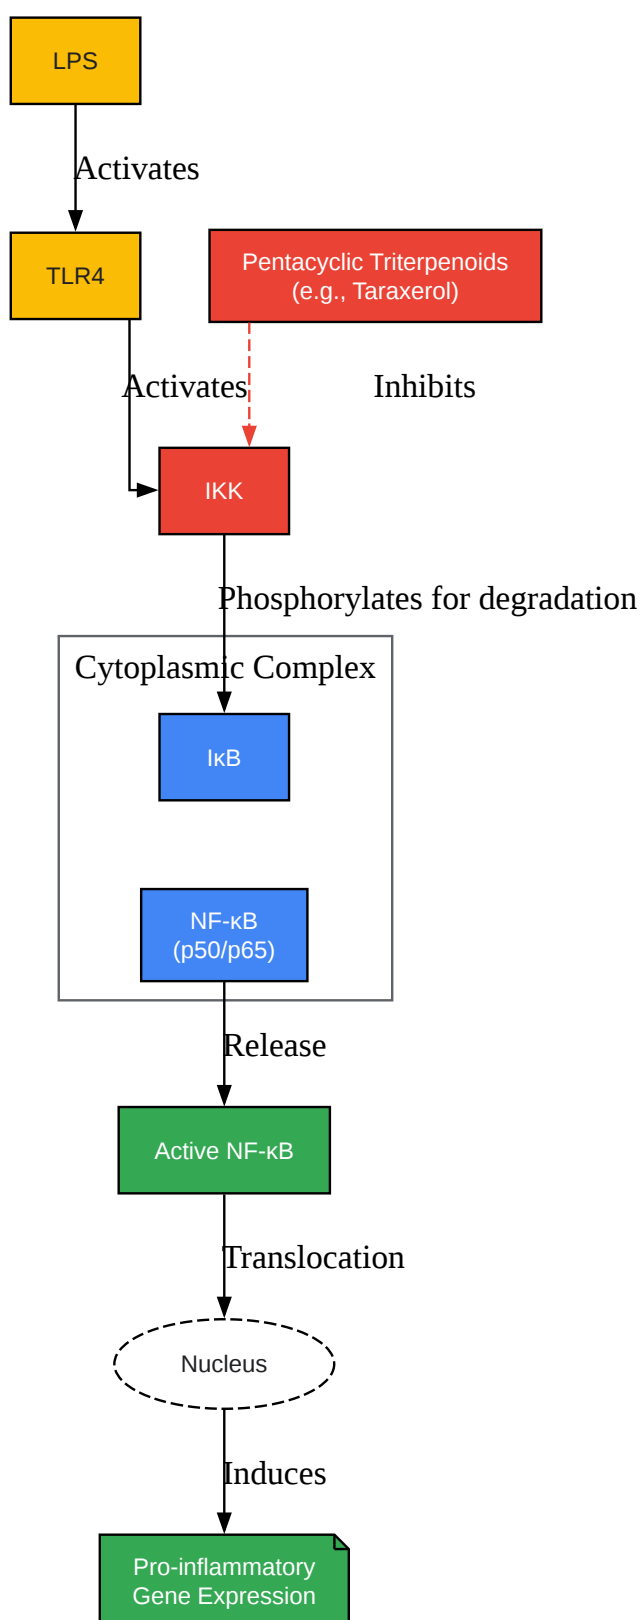 LPS
Activates
TLR4
Pentacyclic Triterpenoids
(e.g., Taraxerol)
Activates
Inhibits
IKK
Phosphorylates for degradation
Cytoplasmic Complex
IκB
NF-κB
(p50/p65)
Release
Active NF-κB
Translocation
Nucleus
Induces
Pro-inflammatory
Gene Expression